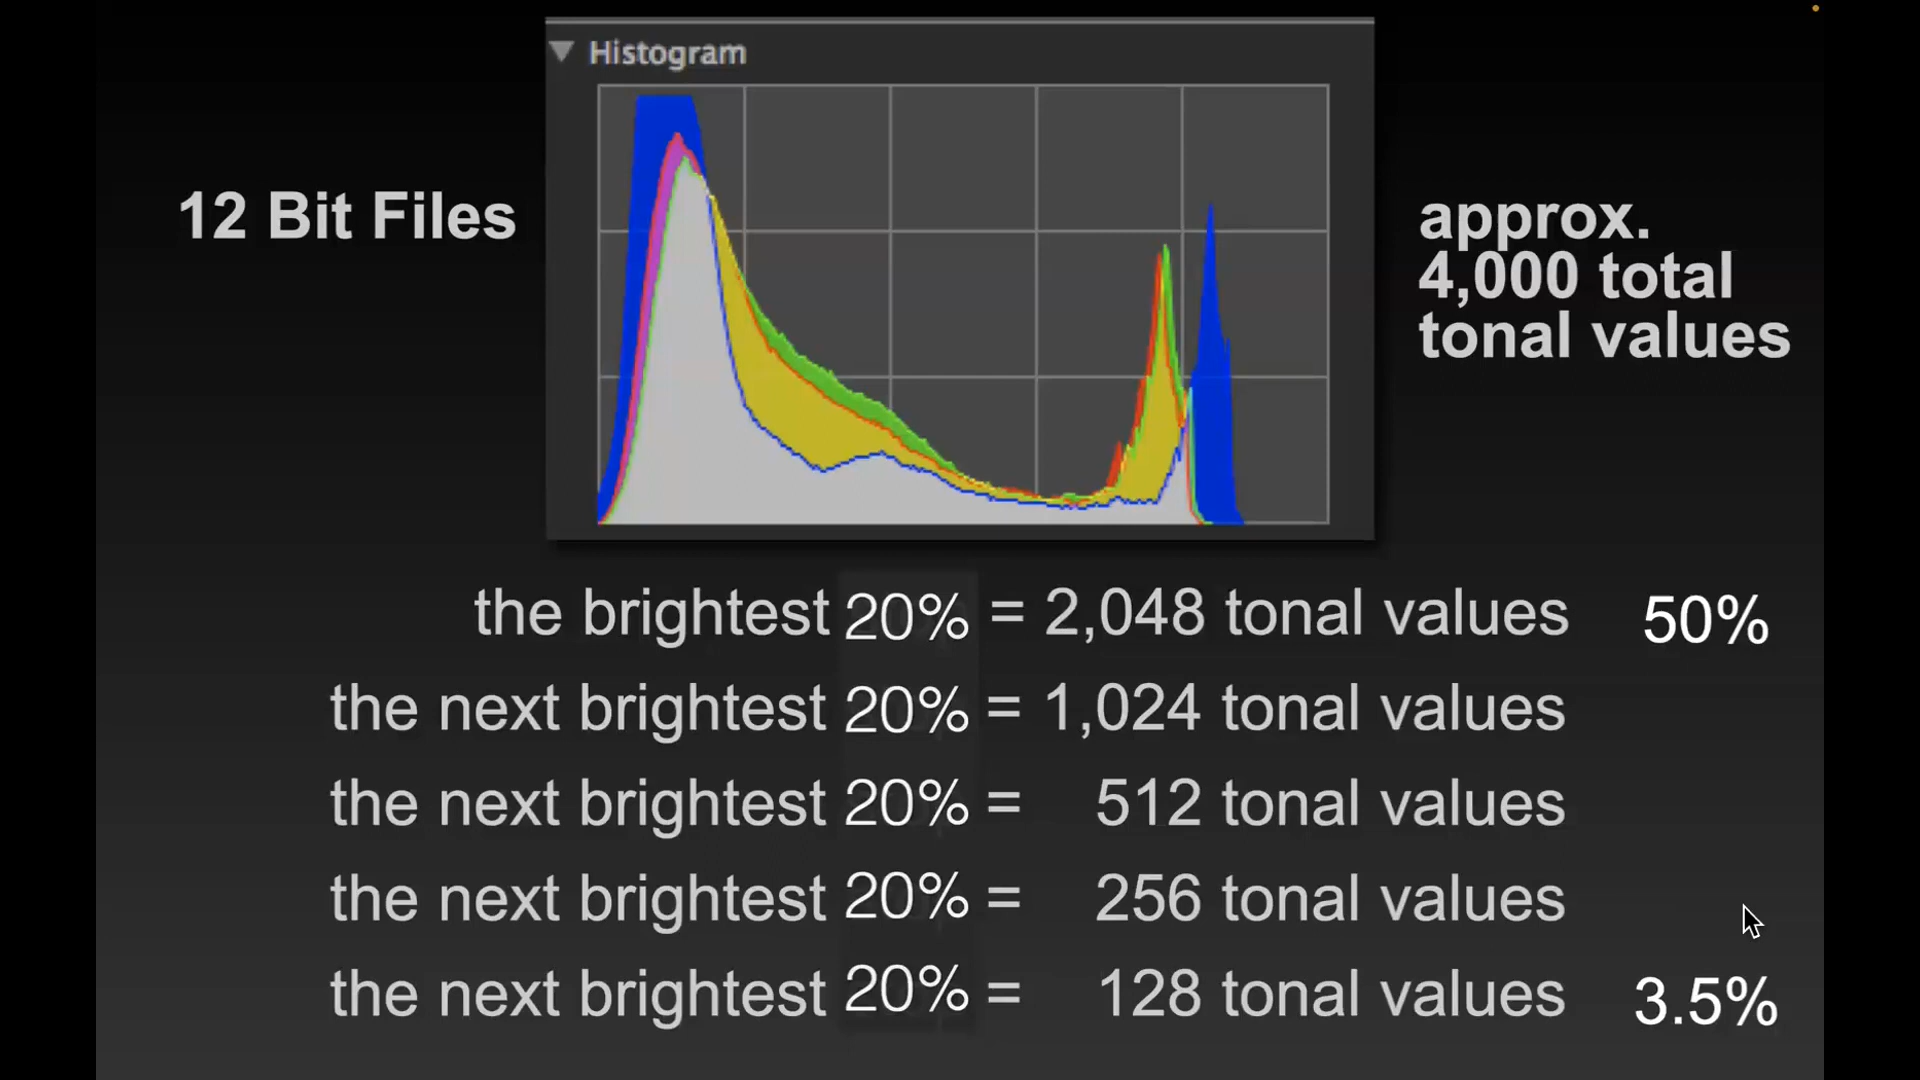 Histogram
12 Bit Files
approx.
4,000 total
tonal values
the brightest 20% = 2,048 tonal values 50%
the next brightest 20% = 1,024 tonal values
the next brightest 20% = 512 tonal values
the next brightest 20% = 256 tonal values
the next brightest 20% = 128 tonal values 3.5%